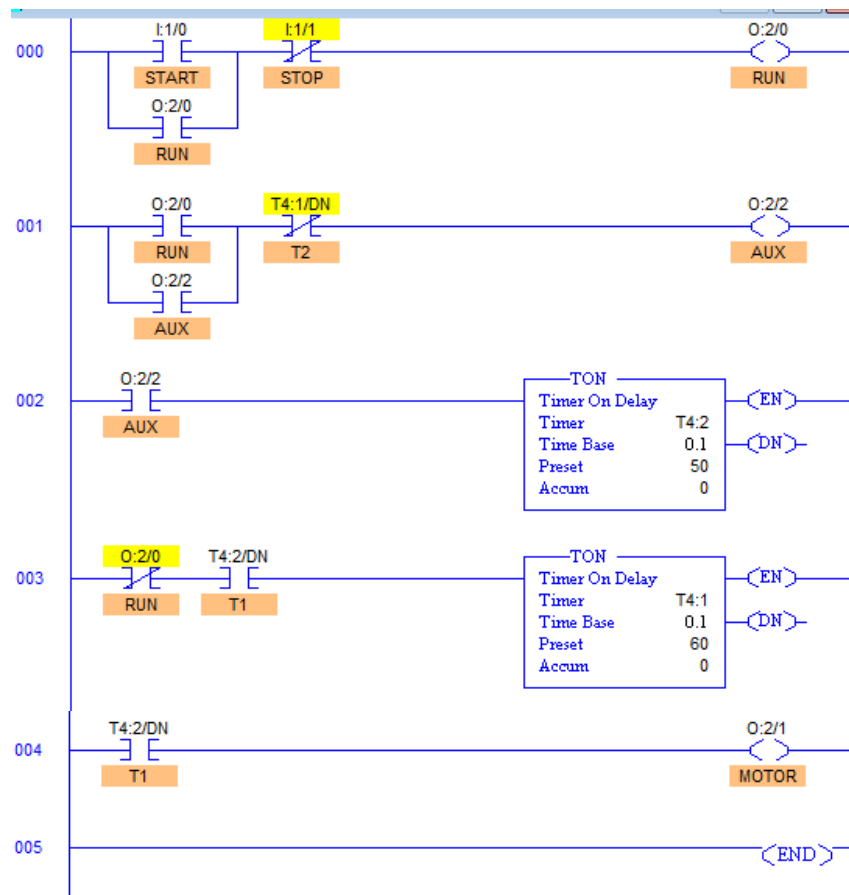 I:1/0 I:1/1 O:2/0
000
START STOP RUN
O:2/0
RUN
O:2/0 T4:1/DN O:2/2
001
RUN T2 AUX
O:2/2
AUX
O:2/2
002
AUX
TON
Timer On Delay EN
Timer T4:2
Time Base 0.1 DN
Preset 50
Accum 0
O:2/0 T4:2/DN
003
RUN T1
TON
Timer On Delay EN
Timer T4:1
Time Base 0.1 DN
Preset 60
Accum 0
T4:2/DN O:2/1
004
T1 MOTOR
005 END